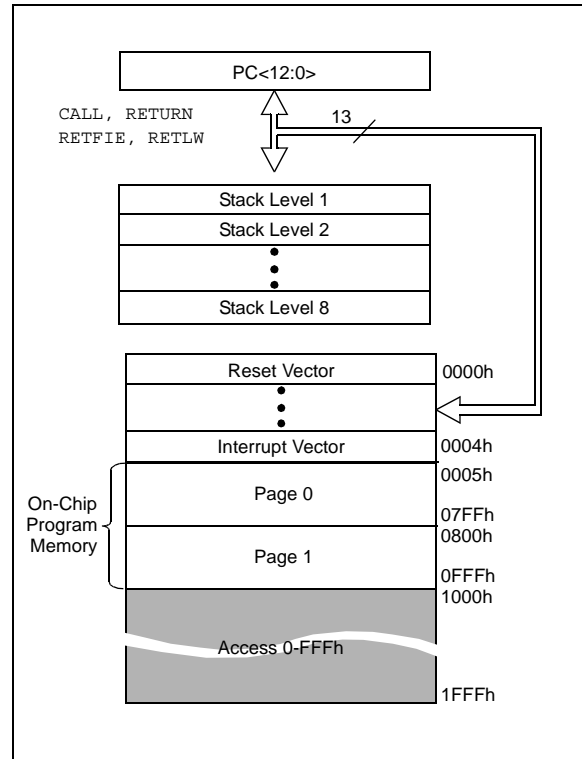 PC<12:0>
CALL, RETURN
RETFIE, RETLW
13
Stack Level 1
Stack Level 2
Stack Level 8
Reset Vector
0000h
Interrupt Vector
0004h
0005h
On-Chip
Program
Memory
Page 0
07FFh
0800h
Page 1
0FFFh
1000h
Access 0-FFFh
1FFFh